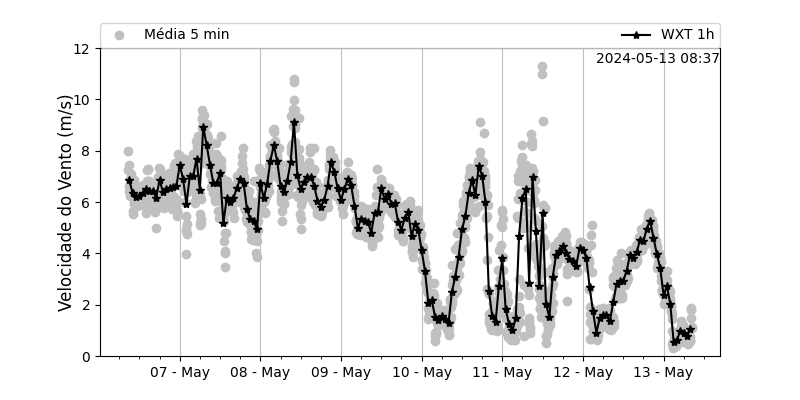 Média 5 min
WXT 1h
2024-05-13 08:37
Velocidade do Vento (m/s)
12
10
8
6
4
2
0
07 - May
08 - May
09 - May
10 - May
11 - May
12 - May
13 - May